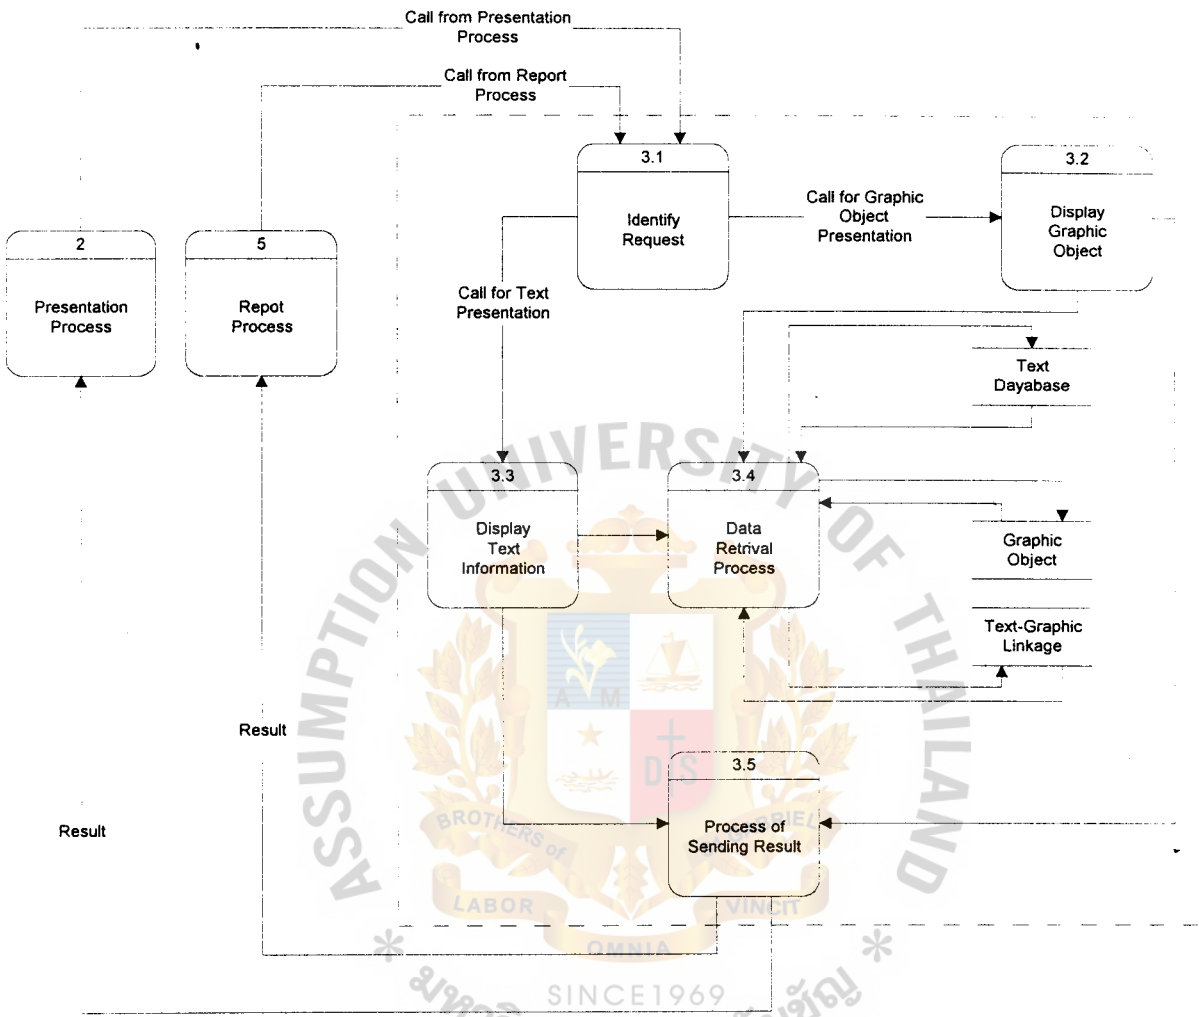 Call from Presentation
Process
Call from Report
Process
3.1
Identify
Request
3.2
Display
Graphic
Object
Call for Graphic
Object
Presentation
2
Presentation
Process
5
Repot
Process
Call for Text
Presentation
Text
Dayabase
3.3
Display
Text
Information
3.4
Data
Retrival
Process
Graphic
Object
Text-Graphic
Linkage
Result
Result
3.5
Process of
Sending Result
ASSUMPTION UNIVERSITY OF THAILAND
A M
D S
BROTHERS of
GABRIEL
LABOR
VINCIT
OMNIA
SINCE1969